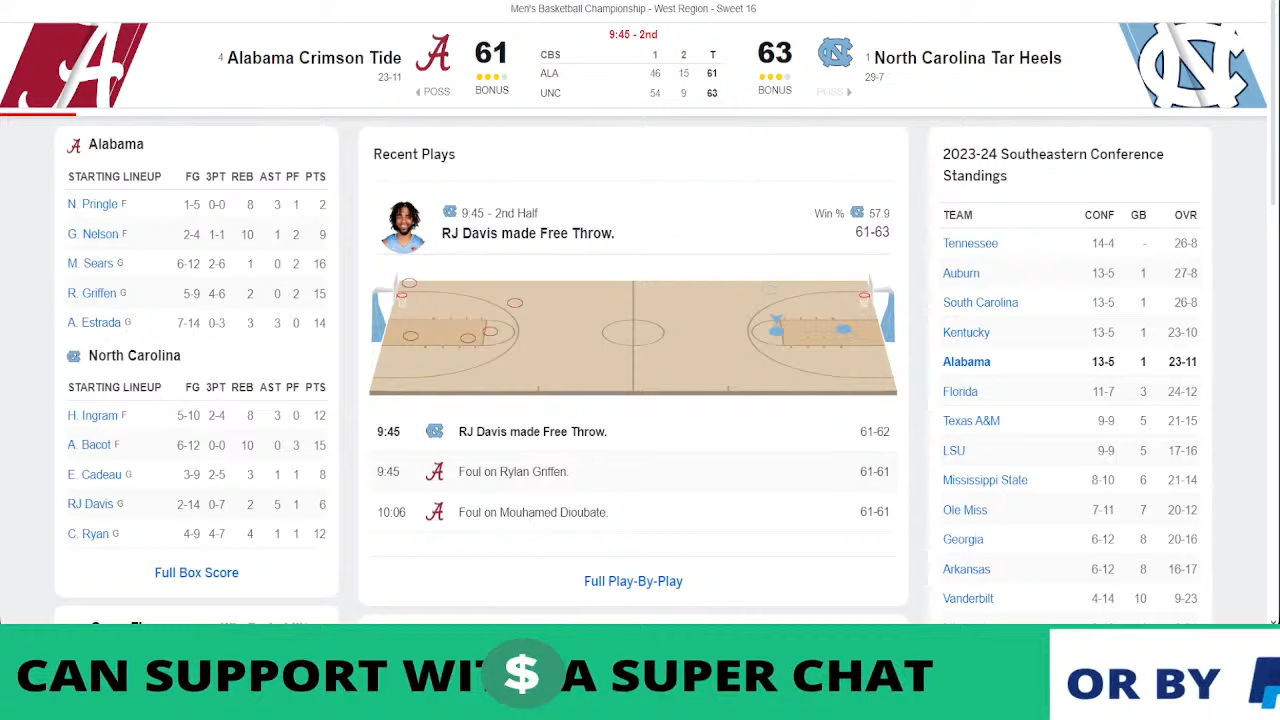 Men's Basketball Championship - West Region - Sweet 16
4 Alabama Crimson Tide
23-11
POSS
61
BONUS
9:45 - 2nd
CBS 1 2 T
ALA 46 15 61
UNC 54 9 63
63
BONUS
POSS
1 North Carolina Tar Heels
29-7
Alabama
STARTING LINEUP FG 3PT REB AST PF PTS
N. Pringle F 1-5 0-0 8 3 1 2
G. Nelson F 2-4 1-1 10 1 2 9
M. Sears G 6-12 2-6 1 0 2 16
R. Griffen G 5-9 4-6 2 0 2 15
A. Estrada G 7-14 0-3 3 3 0 14
North Carolina
STARTING LINEUP FG 3PT REB AST PF PTS
H. Ingram F 5-10 2-4 8 3 0 12
A. Bacot F 6-12 0-0 10 0 3 15
E. Cadeau G 3-9 2-5 3 1 1 8
RJ Davis G 2-14 0-7 2 5 1 6
C. Ryan G 4-9 4-7 4 1 1 12
Full Box Score
Recent Plays
9:45 - 2nd Half
RJ Davis made Free Throw.
Win % 57.9
61-63
9:45 RJ Davis made Free Throw. 61-62
9:45 Foul on Rylan Griffen. 61-61
10:06 Foul on Mouhamed Dioubate. 61-61
Full Play-By-Play
2023-24 Southeastern Conference
Standings
TEAM CONF GB OVR
Tennessee 14-4 - 26-8
Auburn 13-5 1 27-8
South Carolina 13-5 1 26-8
Kentucky 13-5 1 23-10
Alabama 13-5 1 23-11
Florida 11-7 3 24-12
Texas A&M 9-9 5 21-15
LSU 9-9 5 17-16
Mississippi State 8-10 6 21-14
Ole Miss 7-11 7 20-12
Georgia 6-12 8 20-16
Arkansas 6-12 8 16-17
Vanderbilt 4-14 10 9-23
CAN SUPPORT WIT $ A SUPER CHAT
OR BY